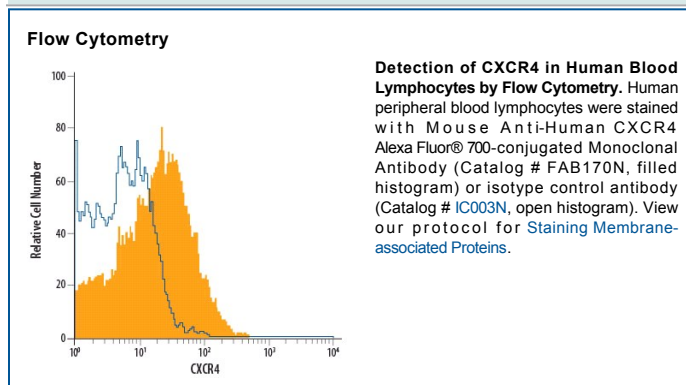 Flow Cytometry
100
80
60
40
20
0
Relative Cell Number
10⁰ 10¹ 10² 10³ 10⁴
CXCR4
Detection of CXCR4 in Human Blood
Lymphocytes by Flow Cytometry. Human
peripheral blood lymphocytes were stained
with Mouse Anti-Human CXCR4
Alexa Fluor® 700-conjugated Monoclonal
Antibody (Catalog # FAB170N, filled
histogram) or isotype control antibody
(Catalog # IC003N, open histogram). View
our protocol for Staining Membrane-
associated Proteins.